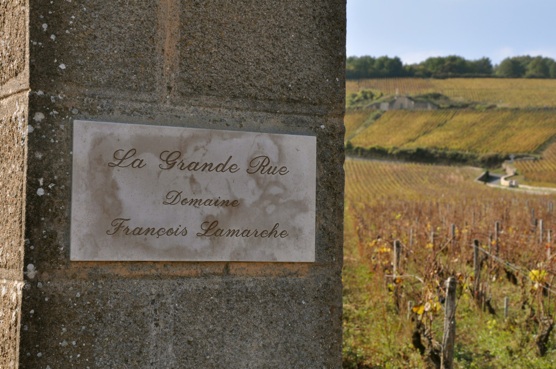 La Grande Rue
Domaine
François Lamarche